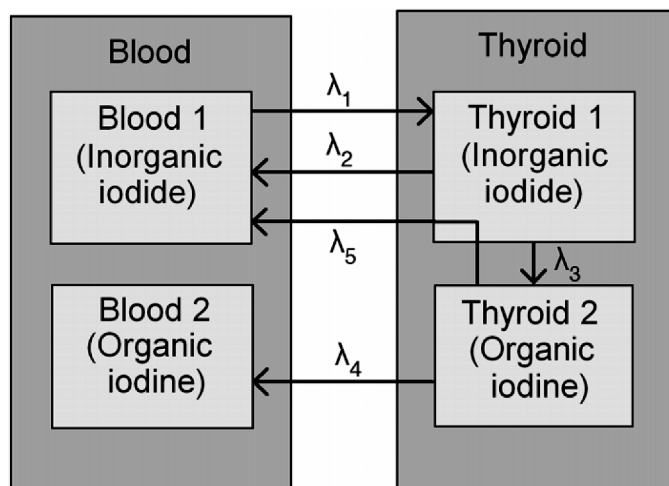 Blood
Thyroid
Blood 1
(Inorganic
iodide)
λ1
λ2
λ5
Thyroid 1
(Inorganic
iodide)
λ3
Blood 2
(Organic
iodine)
λ4
Thyroid 2
(Organic
iodine)